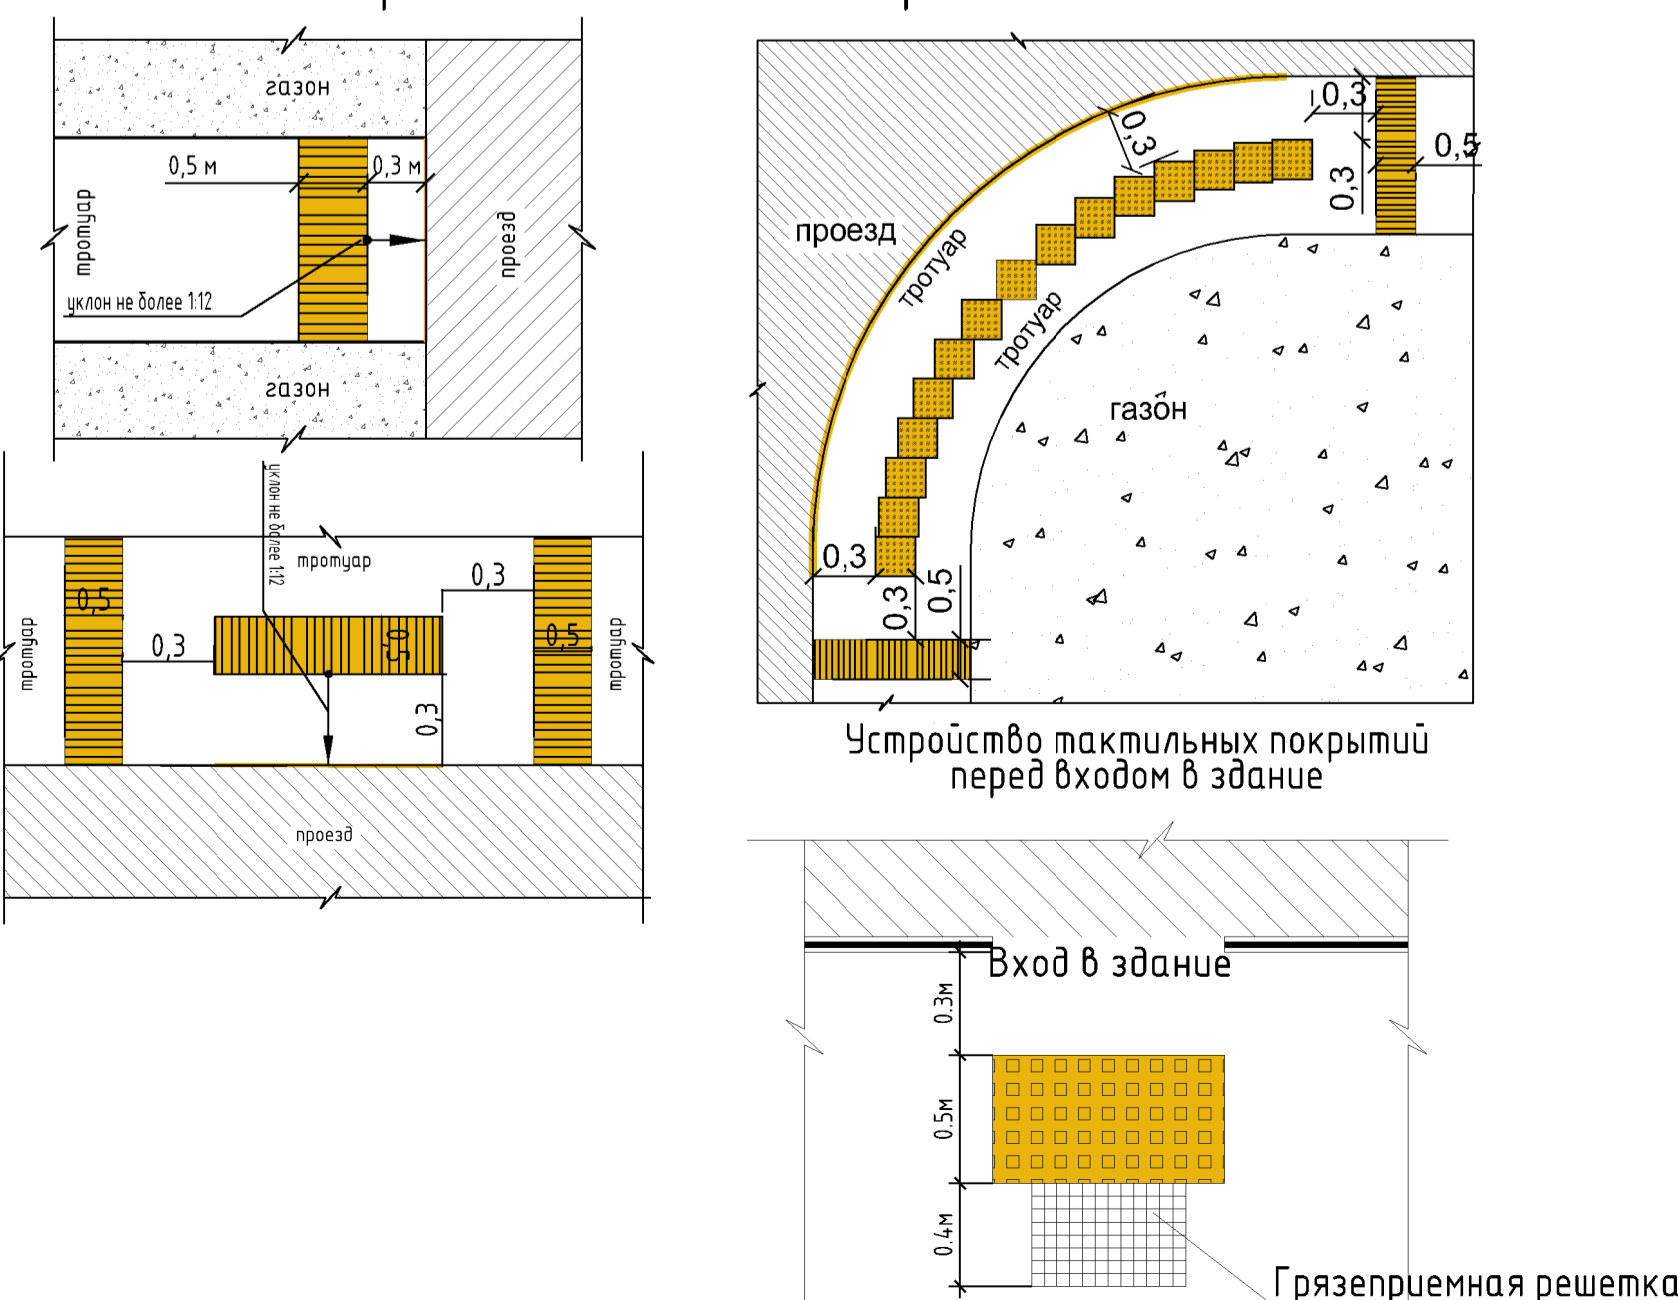 газон
0,5 м
0,3 м
тротуар
проезд
уклон не более 1:12
газон
уклон не более 1:12
тротуар
0,3
0,5
0,3
0,5
0,5
тротуар
тротуар
0,3
проезд
0,3
0,3
0,5
0,3
проезд
тротуар
тротуар
газон
0,3
0,3
0,5
Устройство тактильных покрытий
перед входом в здание
Вход в здание
0.3м
0.5м
0.4м
Грязеприемная решетка